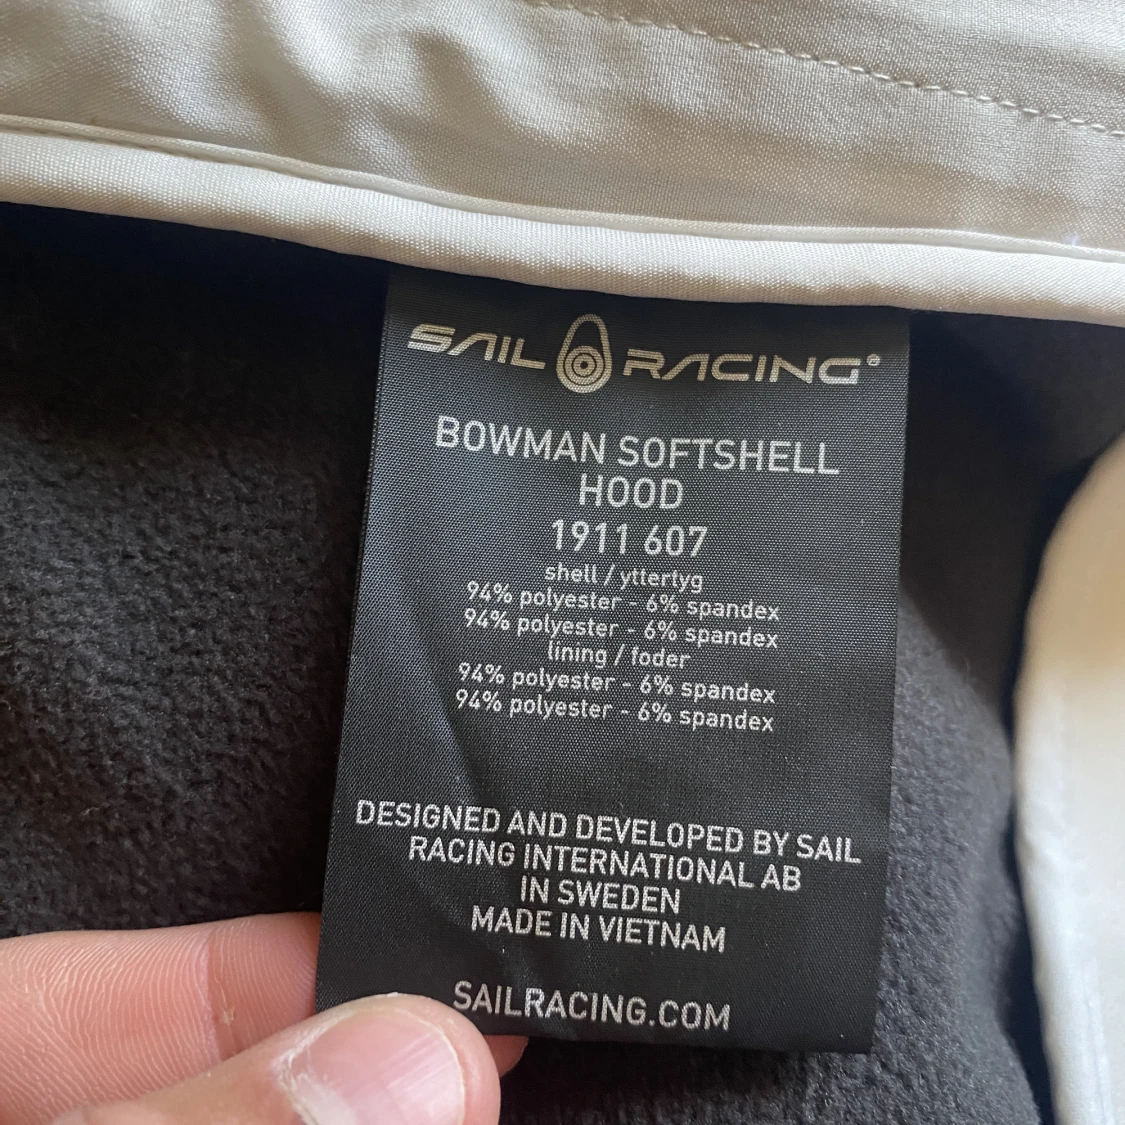 SAIL RACING®
BOWMAN SOFTSHELL
HOOD
1911 607
shell / yttertyg
94% polyester - 6% spandex
94% polyester - 6% spandex
lining / foder
94% polyester - 6% spandex
94% polyester - 6% spandex
DESIGNED AND DEVELOPED BY SAIL
RACING INTERNATIONAL AB
IN SWEDEN
MADE IN VIETNAM
SAILRACING.COM